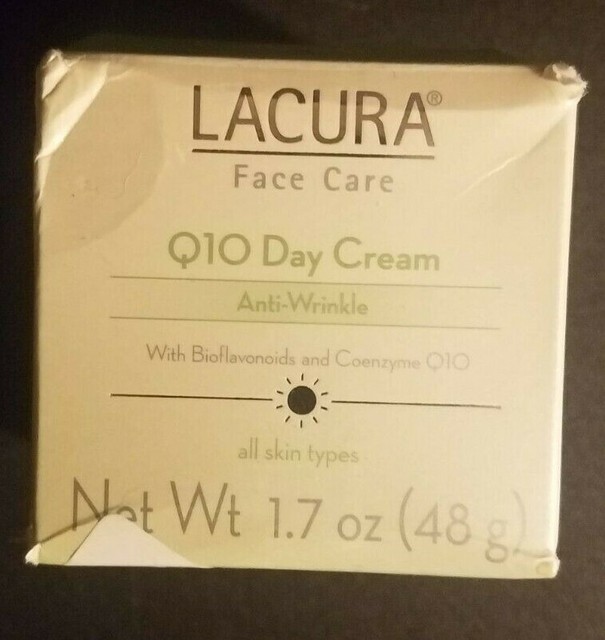 LACURA®
Face Care
Q10 Day Cream
Anti-Wrinkle
With Bioflavonoids and Coenzyme Q10
all skin types
Net Wt 1.7 oz (48 g)